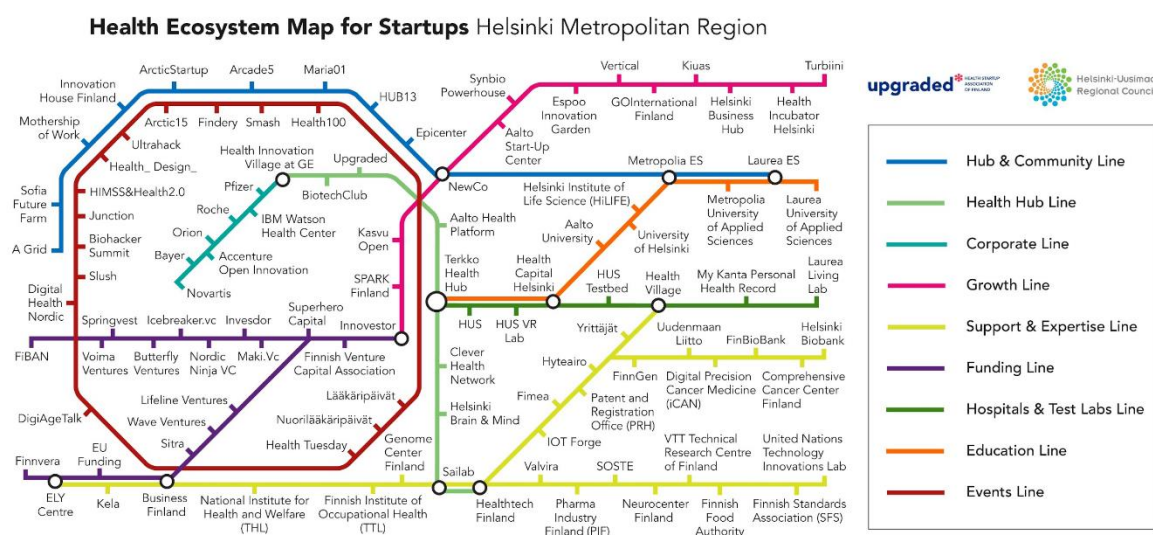 Health Ecosystem Map for Startups Helsinki Metropolitan Region
upgraded* HEALTH STARTUP
ASSOCIATION
OF FINLAND
Helsinki-Uusimaa
Regional Council
Hub & Community Line
Health Hub Line
Corporate Line
Growth Line
Support & Expertise Line
Funding Line
Hospitals & Test Labs Line
Education Line
Events Line
ArcticStartup
Arcade5
Maria01
Innovation
House Finland
HUB13
Mothership
of Work
Epicenter
Sofia
Future
Farm
A Grid
NewCo
Arctic15
Findery
Smash
Health100
Ultrahack
Health_ Design_
HIMSS&Health2.0
Junction
Biohacker
Summit
Slush
Digital
Health
Nordic
DigiAgeTalk
Lääkäripäivät
Nuorilääkäripäivät
Health Tuesday
Health Innovation
Village at GE
Upgraded
BiotechClub
Pfizer
Roche
IBM Watson
Health Center
Orion
Accenture
Open Innovation
Bayer
Novartis
Synbio
Powerhouse
Vertical
Kiuas
Turbiini
Aalto
Start-Up
Center
Espoo
Innovation
Garden
GOInternational
Finland
Helsinki
Business
Hub
Health
Incubator
Helsinki
Kasvu
Open
SPARK
Finland
Innovestor
Metropolia ES
Laurea ES
Helsinki Institute of
Life Science (HiLIFE)
Metropolia
University
of Applied
Sciences
Laurea
University
of Applied
Sciences
Aalto
University
University
of Helsinki
Aalto Health
Platform
Terkko
Health
Hub
Health
Capital
Helsinki
HUS
Testbed
Health
Village
My Kanta Personal
Health Record
Laurea
Living
Lab
HUS
HUS VR
Lab
Clever
Health
Network
Helsinki
Brain & Mind
Sailab
Springvest
Icebreaker.vc
Invesdor
Superhero
Capital
FiBAN
Voima
Ventures
Butterfly
Ventures
Nordic
Ninja VC
Maki.Vc
Finnish Venture
Capital Association
Lifeline Ventures
Wave Ventures
Sitra
EU
Funding
Finnvera
ELY
Centre
Kela
Business
Finland
National Institute for
Health and Welfare
(THL)
Finnish Institute of
Occupational Health
(TTL)
Genome
Center
Finland
Healthtech
Finland
Yrittäjät
Hyteairo
Fimea
Uudenmaan
Liitto
FinBioBank
Helsinki
Biobank
FinnGen
Digital Precision
Cancer Medicine
(iCAN)
Comprehensive
Cancer Center
Finland
Patent and
Registration
Office (PRH)
IOT Forge
Valvira
SOSTE
VTT Technical
Research Centre
of Finland
United Nations
Technology
Innovations Lab
Pharma
Industry
Finland (PIF)
Neurocenter
Finland
Finnish
Food
Authority
Finnish Standards
Association (SFS)